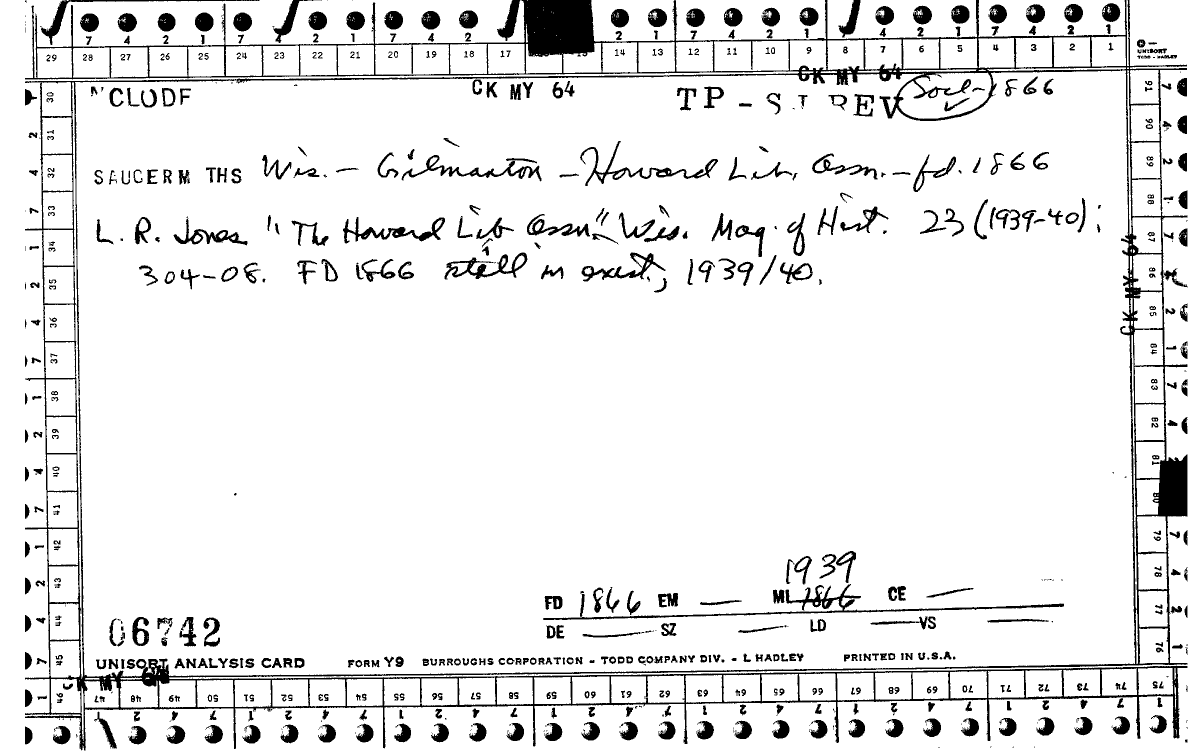 7 4 2 1 7 4 2 1 7 4 2 1 7 2 1 7 4 2 1 7 4 2 1 7 4 2 1
29 28 27 26 25 24 23 22 21 20 19 18 17 14 13 12 11 10 9 8 7 6 5 4 3 2 1
UNISORT
TODD - HADLEY
CK MY 64
CK MY 64
CLUDE
TP - S REV Socl-1866
SAUCERM THS Wis. – Gilmanton – Howard Lib. Assn. – fd. 1866
L. R. Jones "The Howard Lib Assn." Wis. Mag. of Hist. 23 (1939-40):
304-08. FD 1866 still in exist, 1939/40.
30 31 32 33 34 35 36 37 38 39 40 41 42 43 44 45 46
91 90 89 88 87 86 85 84 83 82 81 80 79 78 77 76
CK MY 64
1939
FD 1866 EM — ML 1866 CE —
DE — SZ — LD — VS —
06742
UNISORT ANALYSIS CARD FORM Y9 BURROUGHS CORPORATION – TODD COMPANY DIV. – L HADLEY PRINTED IN U.S.A.
CK MY 64
47 48 49 50 51 52 53 54 55 56 57 58 59 60 61 62 63 64 65 66 67 68 69 70 71 72 73 74 75